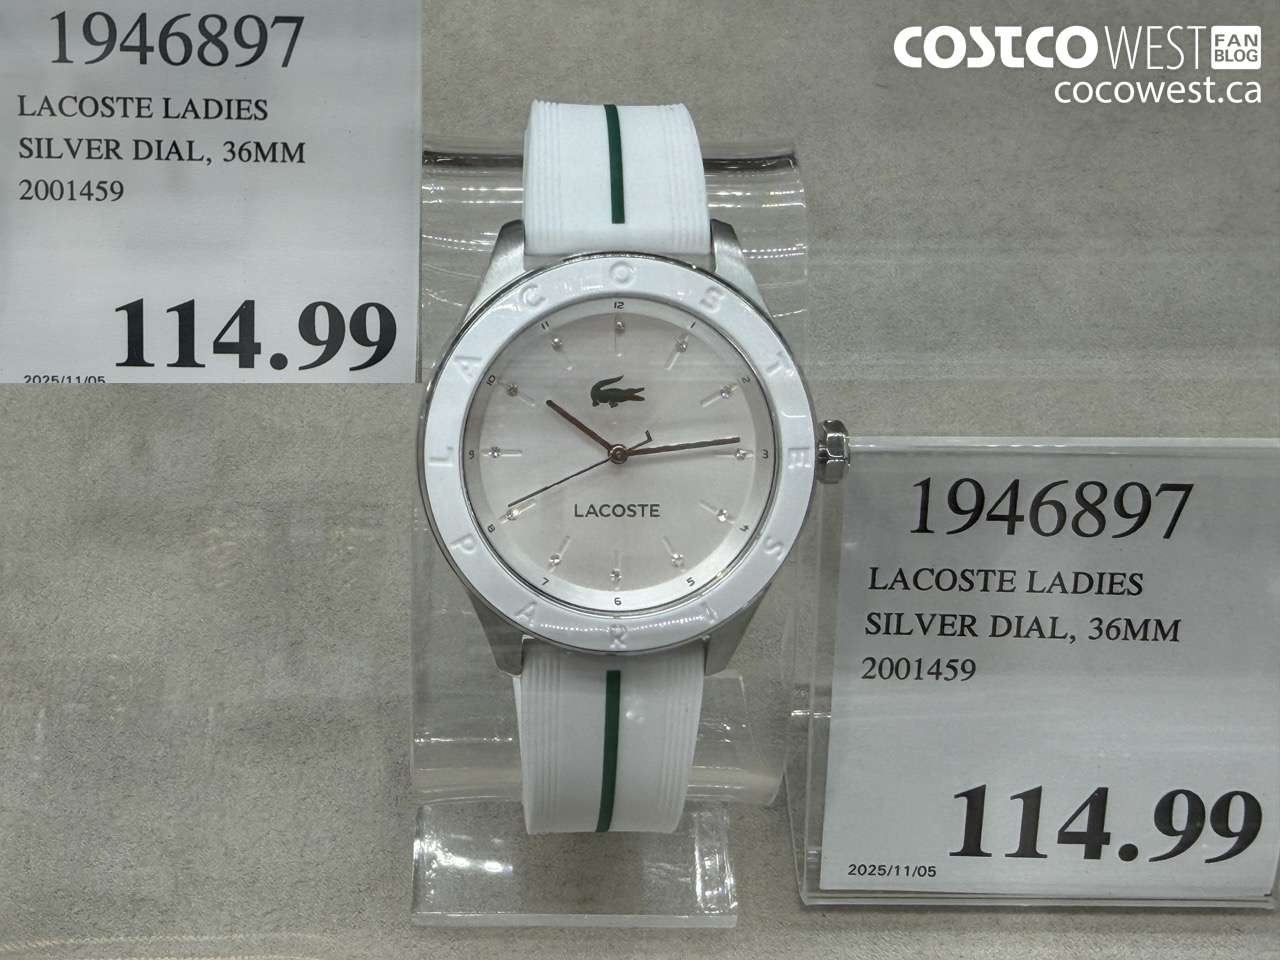 1946897
LACOSTE LADIES
SILVER DIAL, 36MM
2001459
114.99
2025/11/05
COSTCO WEST FAN BLOG
cocowest.ca
LACOSTE PARIS JET
12
1
2
3
4
5
6
7
8
9
10
11
LACOSTE
1946897
LACOSTE LADIES
SILVER DIAL, 36MM
2001459
114.99
2025/11/05